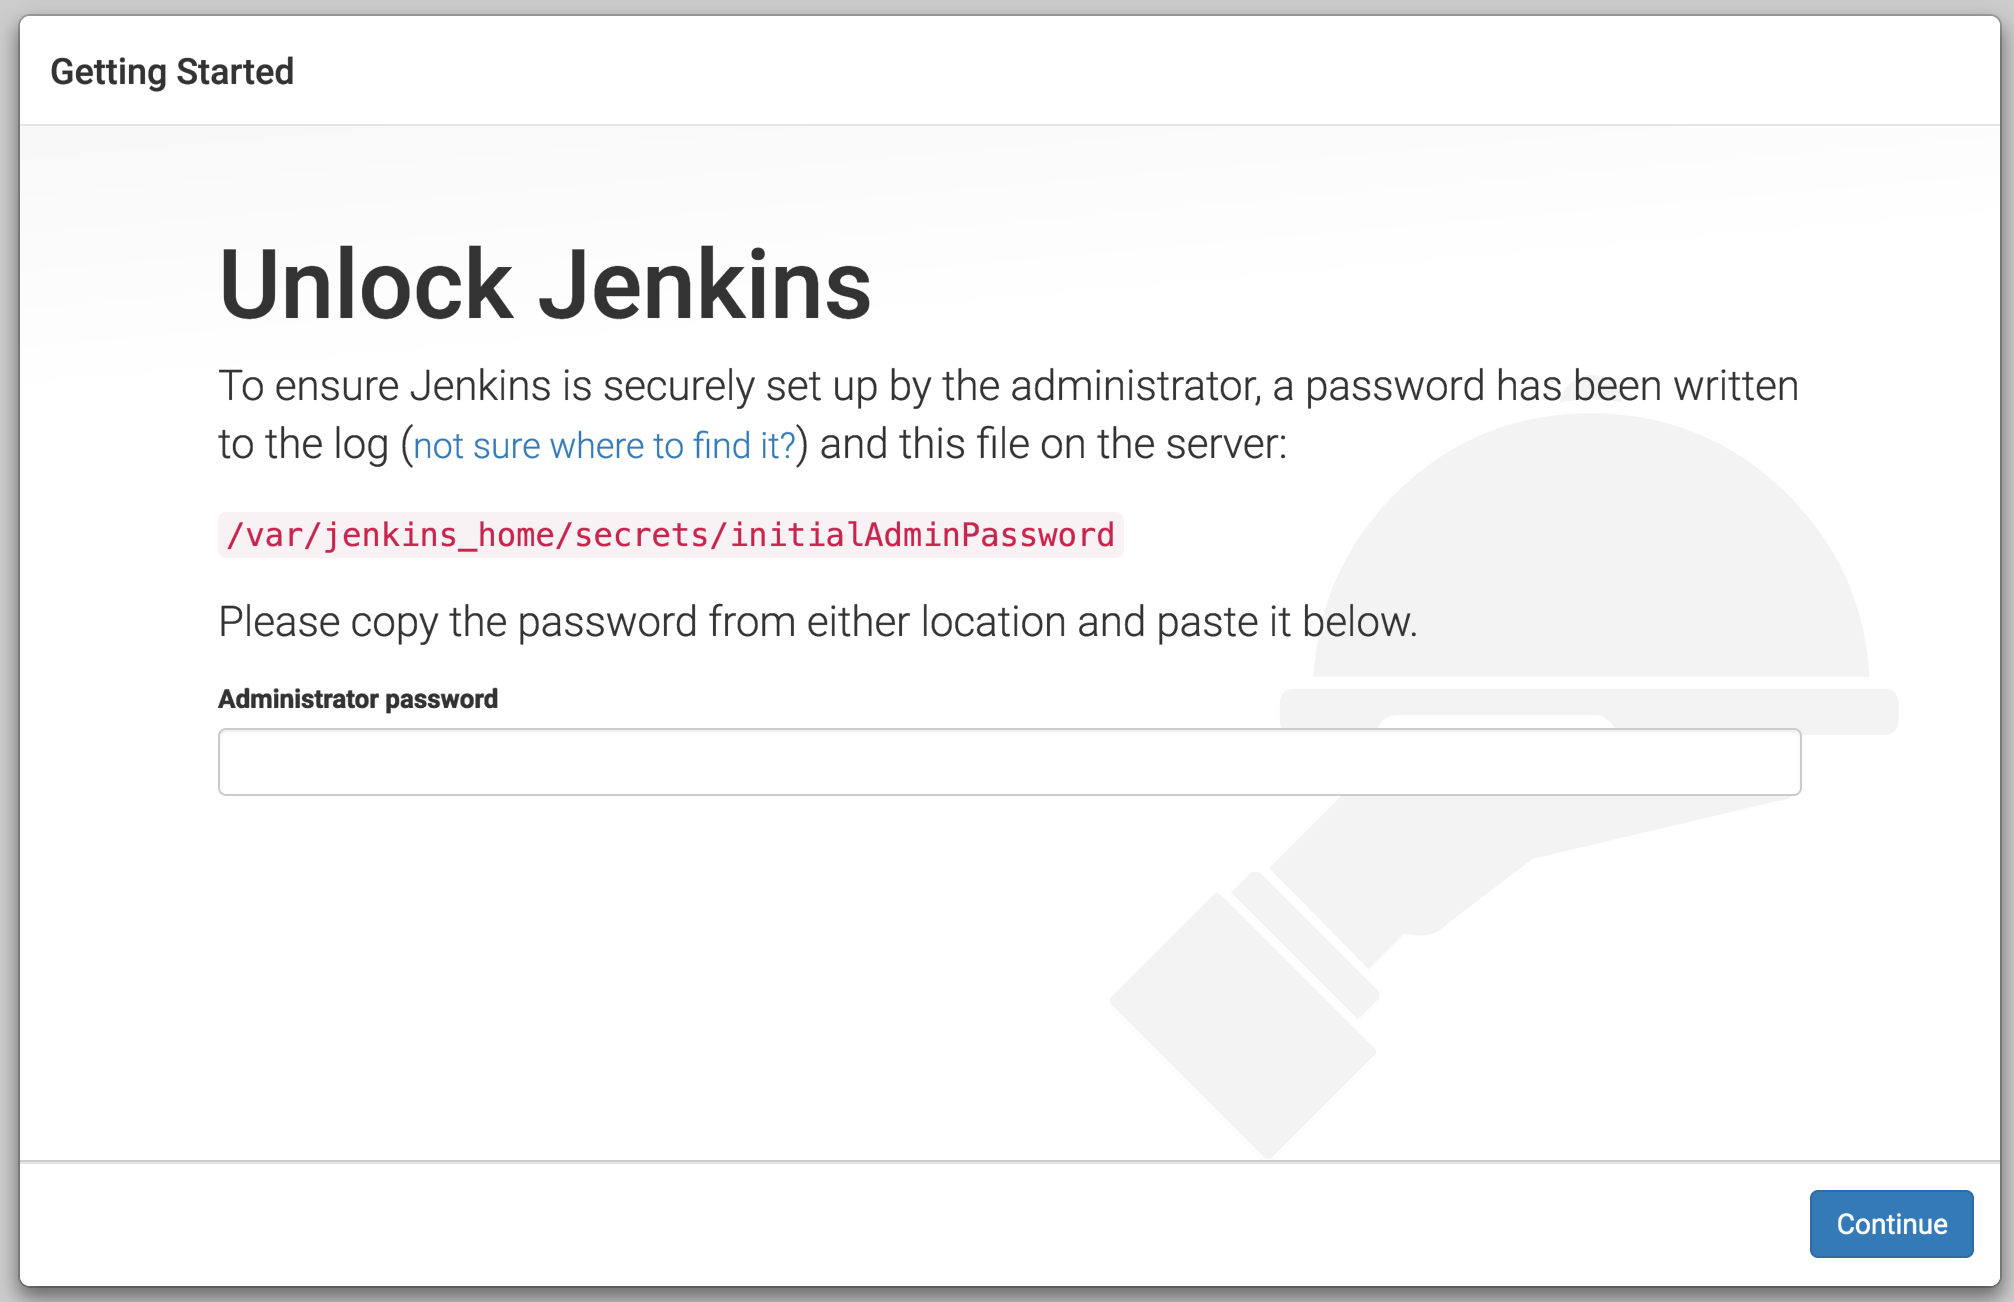 Getting Started
Unlock Jenkins
To ensure Jenkins is securely set up by the administrator, a password has been written
to the log (not sure where to find it?) and this file on the server:
/var/jenkins_home/secrets/initialAdminPassword
Please copy the password from either location and paste it below.
Administrator password
Continue